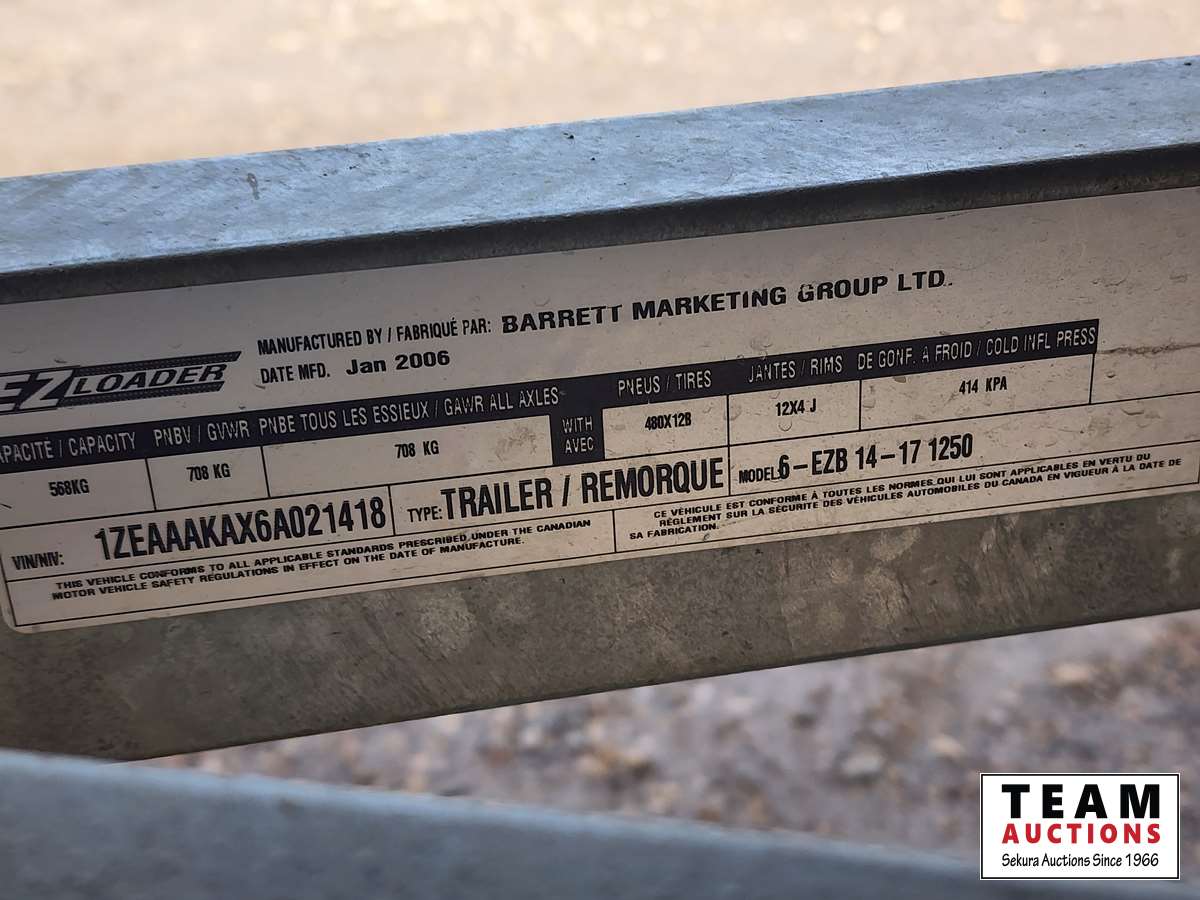 MANUFACTURED BY / FABRIQUÉ PAR: BARRETT MARKETING GROUP LTD.
EZ LOADER
DATE MFD. Jan 2006
CAPACITÉ / CAPACITY PNBV / GVWR PNBE TOUS LES ESSIEUX / GAWR ALL AXLES WITH AVEC PNEUS / TIRES JANTES / RIMS DE GONF. A FROID / COLD INFL PRESS
568KG 708 KG 708 KG 480X12B 12X4 J 414 KPA
VIN/NIV: 1ZEAAAKAX6A021418 TYPE: TRAILER / REMORQUE MODEL 6-EZB 14-17 1250
THIS VEHICLE CONFORMS TO ALL APPLICABLE STANDARDS PRESCRIBED UNDER THE CANADIAN
MOTOR VEHICLE SAFETY REGULATIONS IN EFFECT ON THE DATE OF MANUFACTURE.
CE VÉHICULE EST CONFORME À TOUTES LES NORMES QUI LUI SONT APPLICABLES EN VERTU DU
RÈGLEMENT SUR LA SÉCURITE DES VÉHICULES AUTOMOBILES DU CANADA EN VIGUEUR A LA DATE DE
SA FABRICATION.
TEAM
AUCTIONS
Sekura Auctions Since 1966